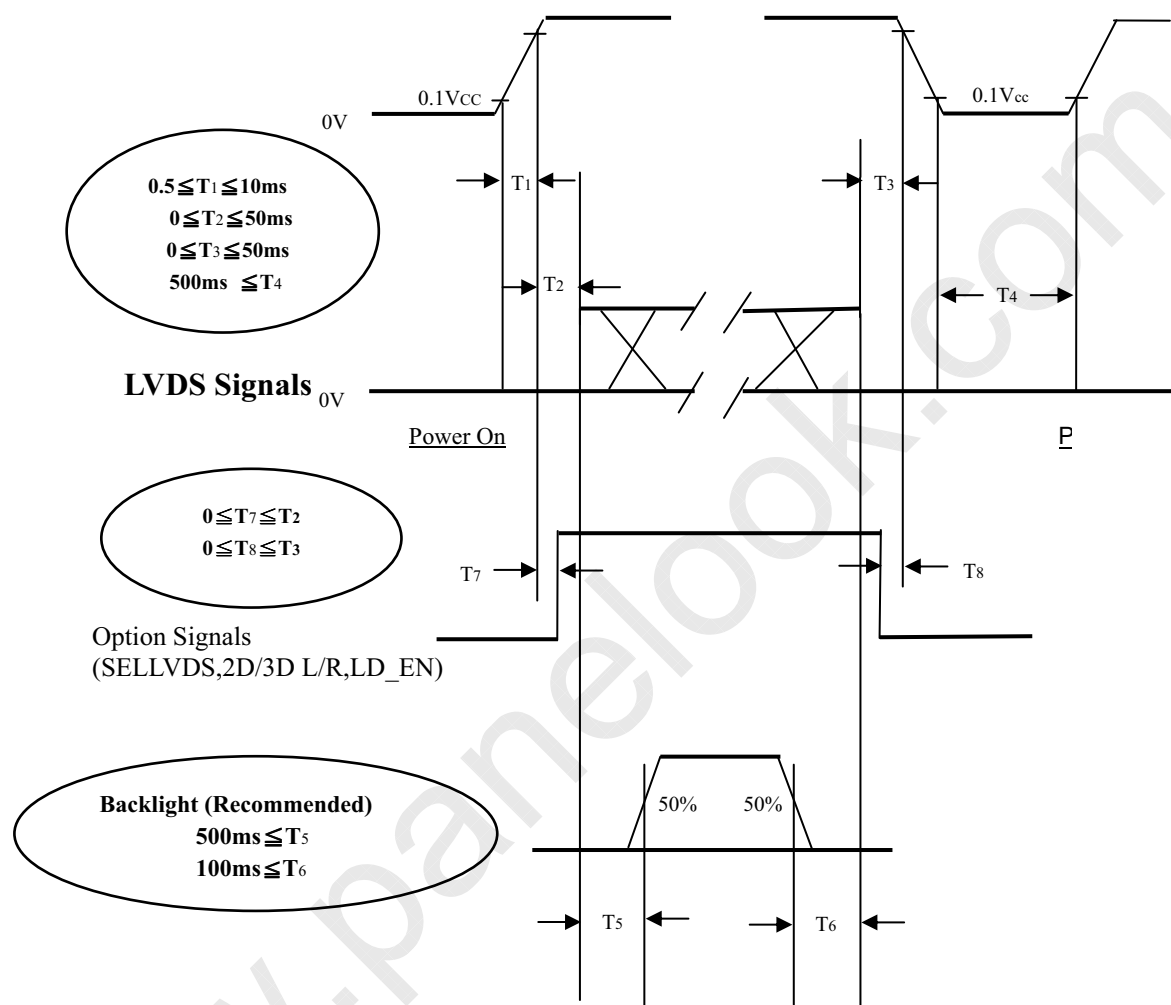 0.1VCC
0.1Vcc
0V
0.5≦T1≦10ms
0≦T2≦50ms
0≦T3≦50ms
500ms ≦T4
T1
T3
T2
T4
LVDS Signals 0V
Power On
P
0≦T7≦T2
0≦T8≦T3
T7
T8
Option Signals
(SELLVDS,2D/3D L/R,LD_EN)
Backlight (Recommended)
500ms≦T5
100ms≦T6
50%
50%
T5
T6
www.panelook.com